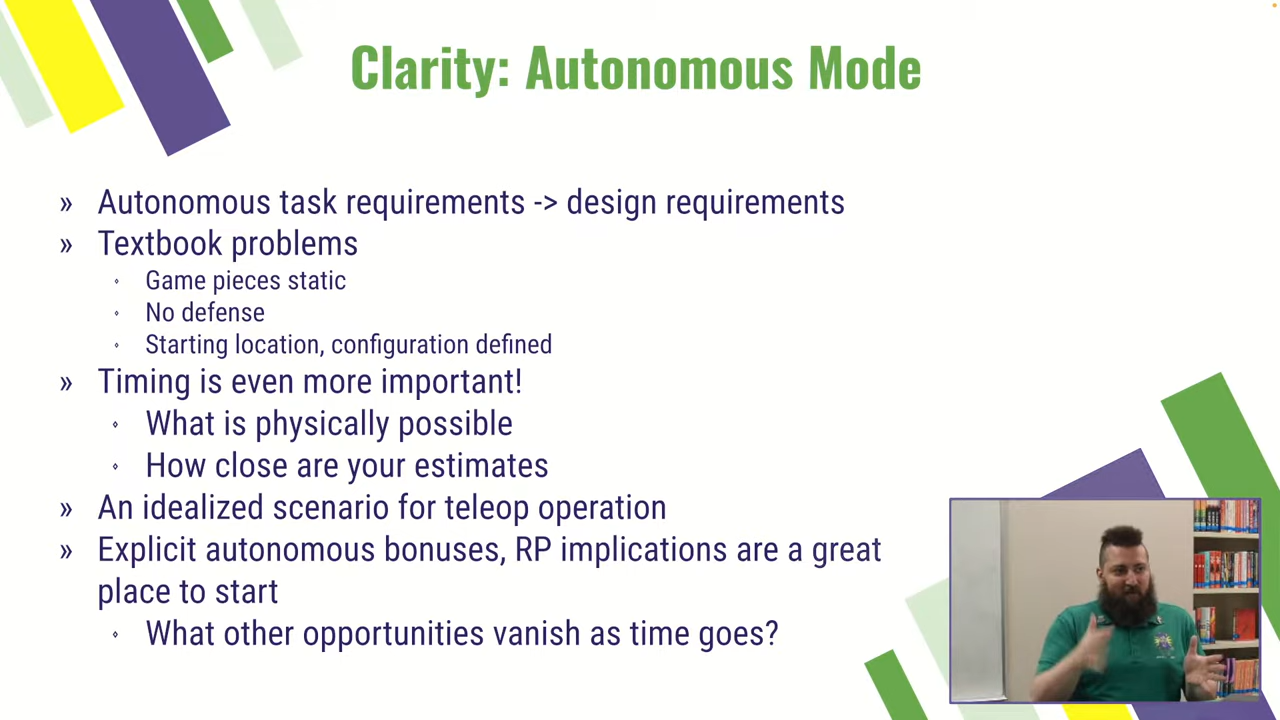 Clarity: Autonomous Mode
» Autonomous task requirements -> design requirements
» Textbook problems
Game pieces static
No defense
Starting location, configuration defined
» Timing is even more important!
What is physically possible
How close are your estimates
» An idealized scenario for teleop operation
» Explicit autonomous bonuses, RP implications are a great
place to start
What other opportunities vanish as time goes?